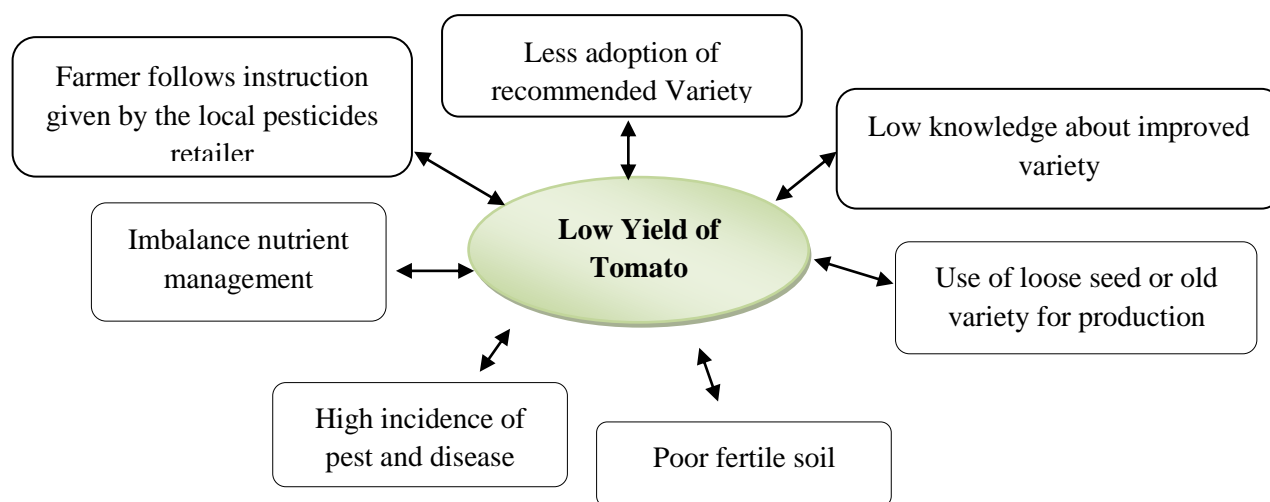 Less adoption of
recommended Variety
Farmer follows instruction
given by the local pesticides
retailer
Low knowledge about improved
variety
Low Yield of
Tomato
Imbalance nutrient
management
Use of loose seed or old
variety for production
High incidence of
pest and disease
Poor fertile soil